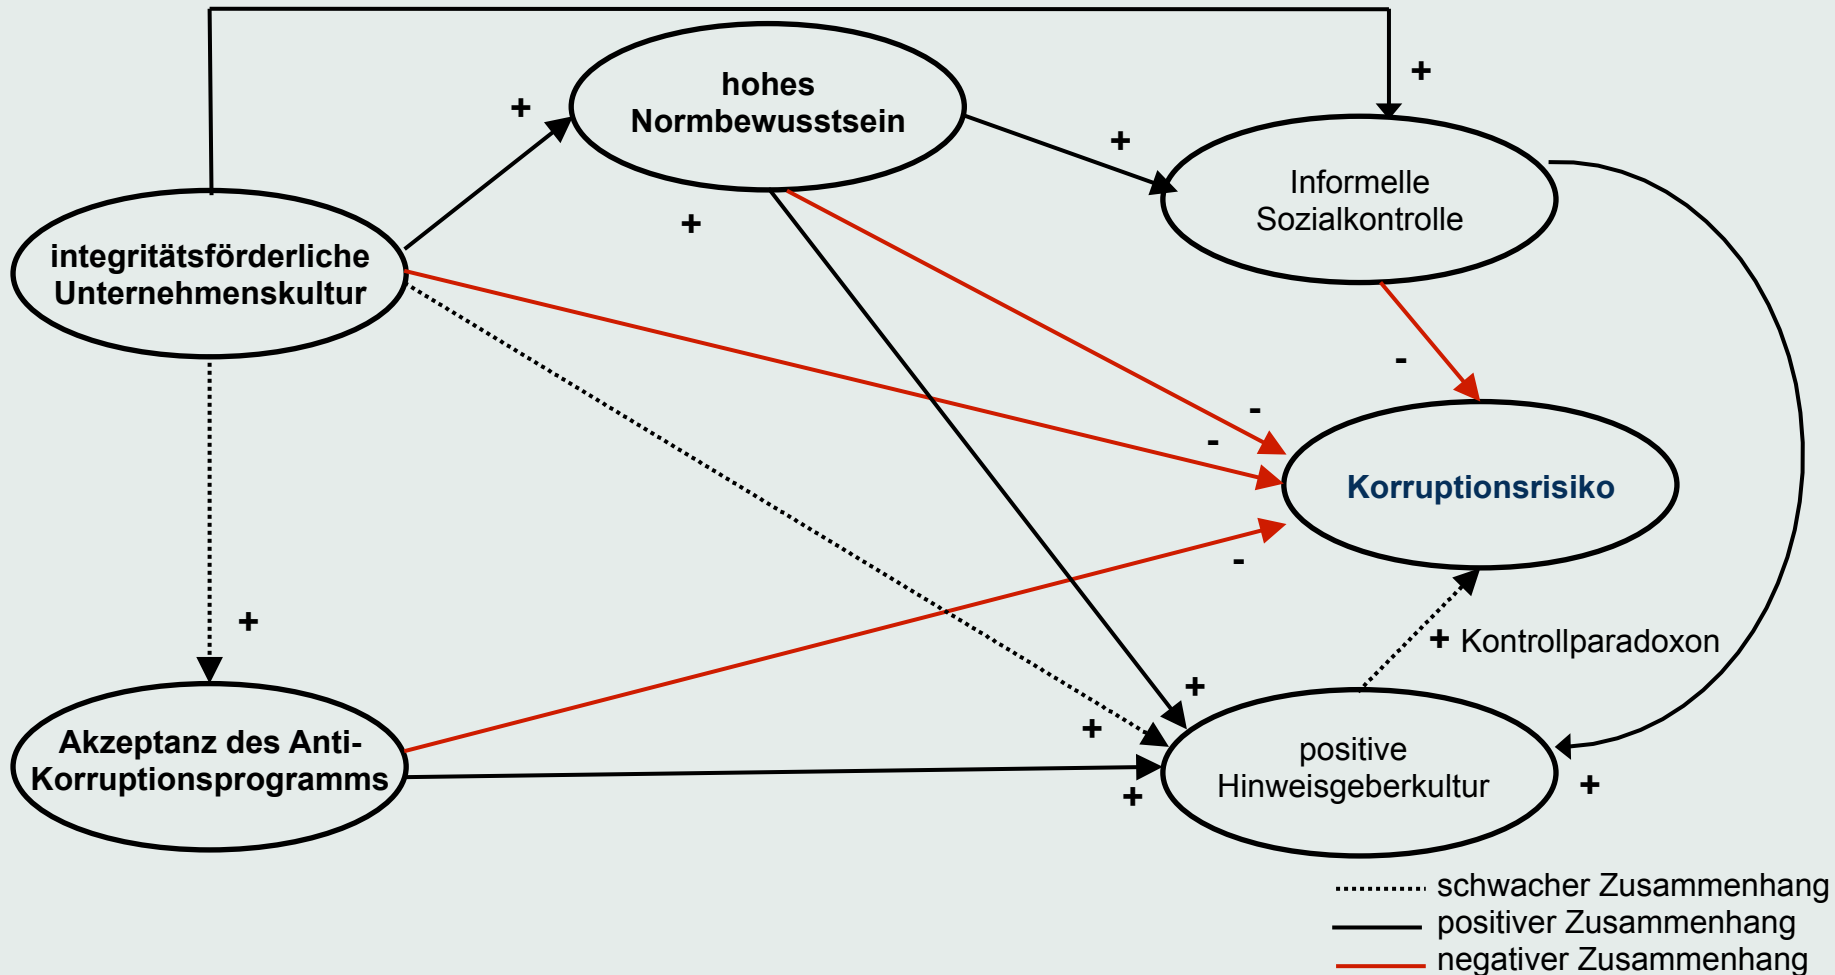 +
hohes
Normbewusstsein
+
+
Informelle
Sozialkontrolle
+
integritätsförderliche
Unternehmenskultur
-
-
-
Korruptionsrisiko
-
+
+ Kontrollparadoxon
+
+
Akzeptanz des Anti-
Korruptionsprogramms
positive
Hinweisgeberkultur
+
+
schwacher Zusammenhang
positiver Zusammenhang
negativer Zusammenhang